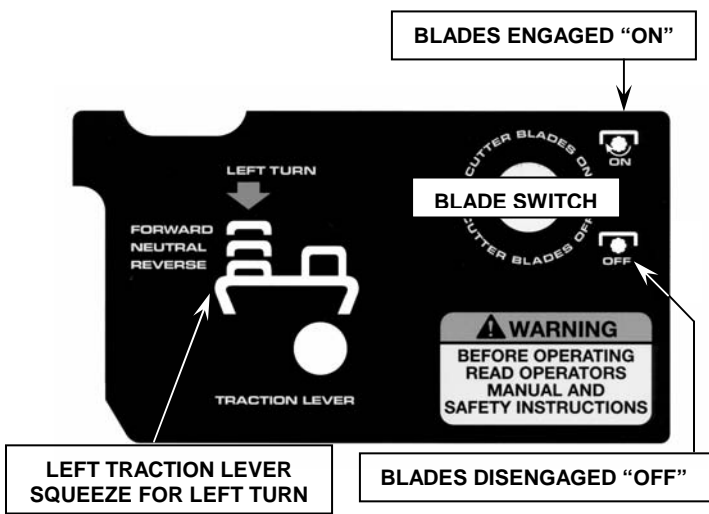 BLADES ENGAGED “ON”
CUTTER BLADES ON
ON
LEFT TURN
BLADE SWITCH
FORWARD
NEUTRAL
REVERSE
CUTTER BLADES OFF
OFF
WARNING
BEFORE OPERATING
READ OPERATORS
MANUAL AND
SAFETY INSTRUCTIONS
TRACTION LEVER
LEFT TRACTION LEVER
SQUEEZE FOR LEFT TURN
BLADES DISENGAGED “OFF”